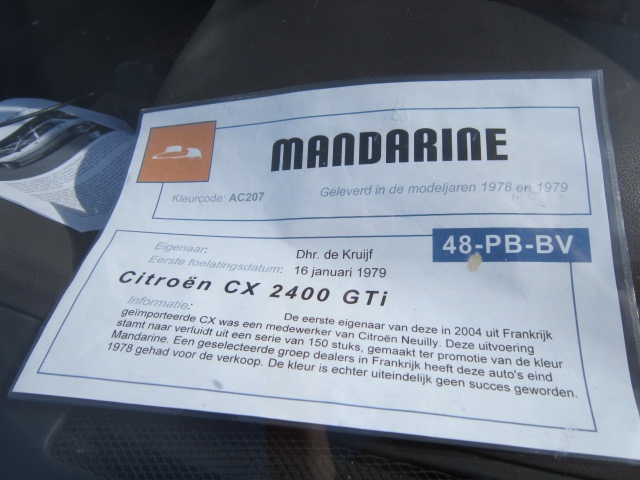 MANDARINE
Kleurcode: AC207
Geleverd in de modeljaren 1978 en 1979
48-PB-BV
Eigenaar: Dhr. de Kruijf
Eerste toelatingsdatum: 16 januari 1979
Citroën CX 2400 GTi
Informatie:
De eerste eigenaar van deze in 2004 uit Frankrijk
geïmporteerde CX was een medewerker van Citroën Neuilly. Deze uitvoering
stamt naar verluidt uit een serie van 150 stuks, gemaakt ter promotie van de kleur
Mandarine. Een geselecteerde groep dealers in Frankrijk heeft deze auto's eind
1978 gehad voor de verkoop. De kleur is echter uiteindelijk geen succes geworden.